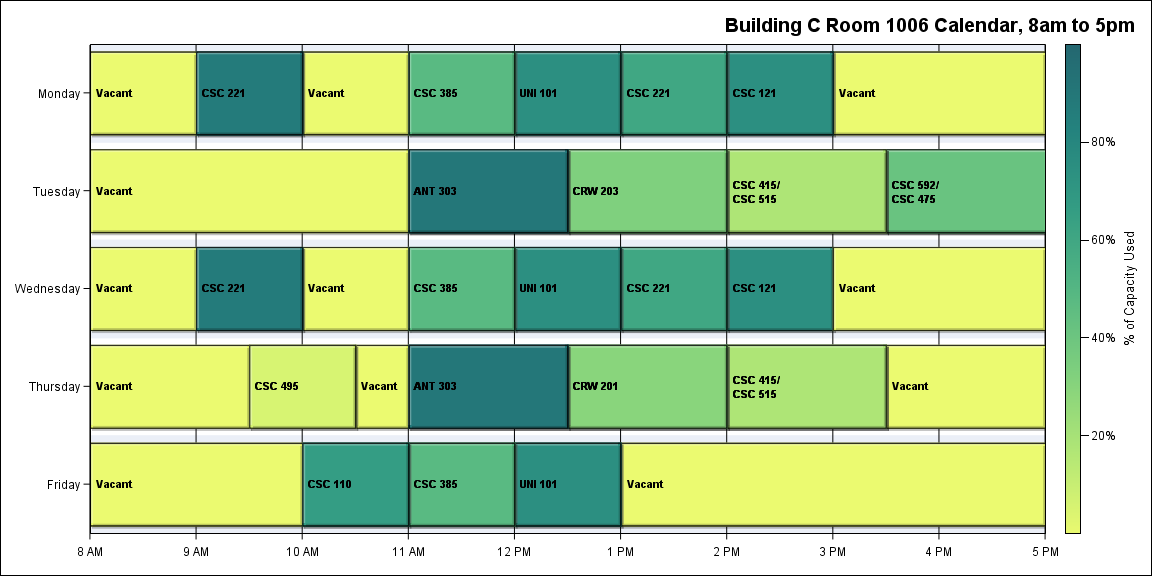 Building C Room 1006 Calendar, 8am to 5pm
Monday
Vacant
CSC 221
Vacant
CSC 385
UNI 101
CSC 221
CSC 121
Vacant
Tuesday
Vacant
ANT 303
CRW 203
CSC 415/
CSC 515
CSC 592/
CSC 475
Wednesday
Vacant
CSC 221
Vacant
CSC 385
UNI 101
CSC 221
CSC 121
Vacant
Thursday
Vacant
CSC 495
Vacant
ANT 303
CRW 201
CSC 415/
CSC 515
Vacant
Friday
Vacant
CSC 110
CSC 385
UNI 101
Vacant
8 AM
9 AM
10 AM
11 AM
12 PM
1 PM
2 PM
3 PM
4 PM
5 PM
80%
60%
40%
20%
% of Capacity Used